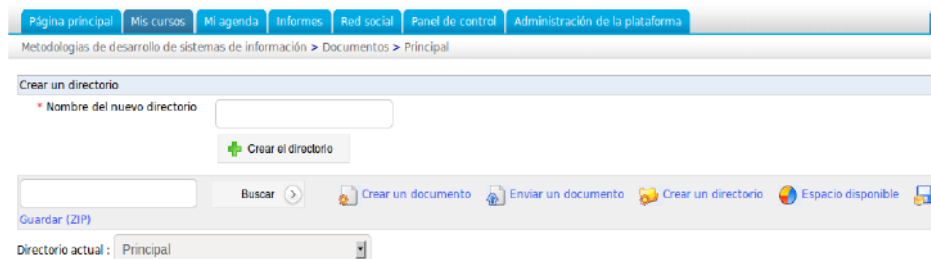 Página principal Mis cursos Mi agenda Informes Red social Panel de control Administración de la plataforma
Metodologias de desarrollo de sistemas de información > Documentos > Principal
Crear un directorio
* Nombre del nuevo directorio
Crear el directorio
Buscar Crear un documento Enviar un documento Crear un directorio Espacio disponible
Guardar (ZIP)
Directorio actual : Principal